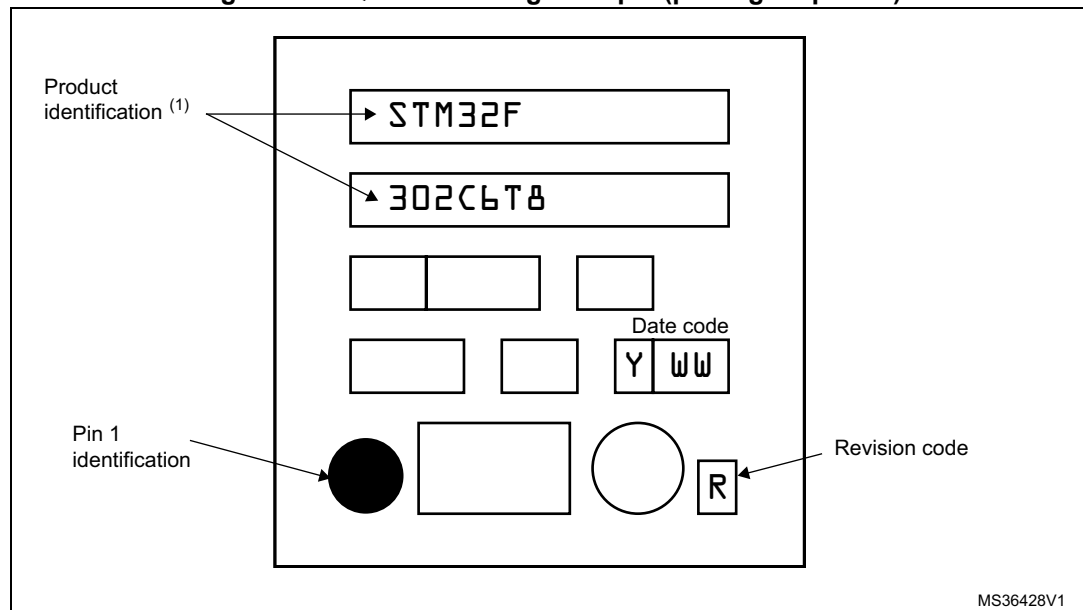 Product
identification (1)
STM32F
302C6T8
Date code
Y WW
Pin 1
identification
Revision code
R
MS36428V1